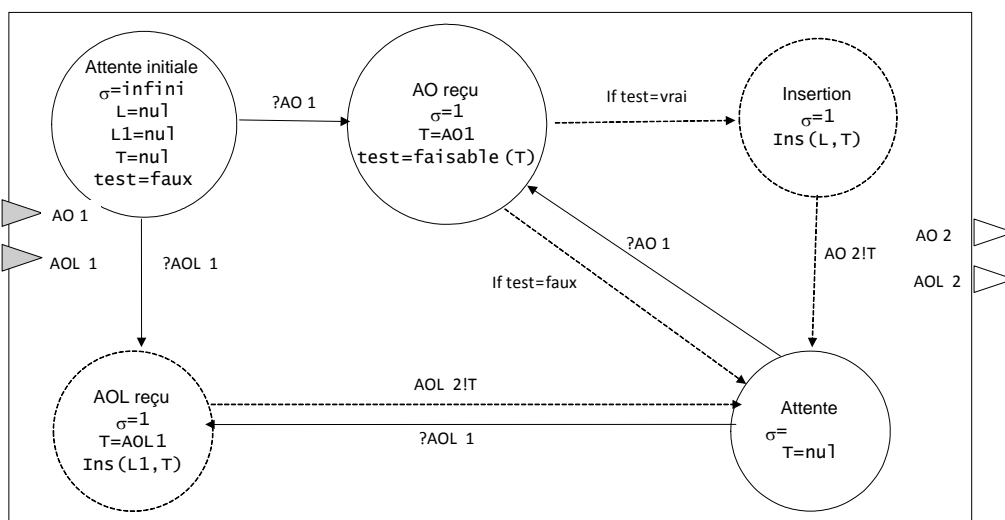 Attente initiale
σ=infini
L=nul
L1=nul
T=nul
test=faux
?AO 1
AO reçu
σ=1
T=AO1
test=faisable(T)
If test=vrai
Insertion
σ=1
Ins(L,T)
AO 1
AOL 1
?AOL 1
If test=faux
?AO 1
AO 2!T
AO 2
AOL 2
AOL reçu
σ=1
T=AOL1
Ins(L1,T)
AOL 2!T
?AOL 1
Attente
σ=
T=nul